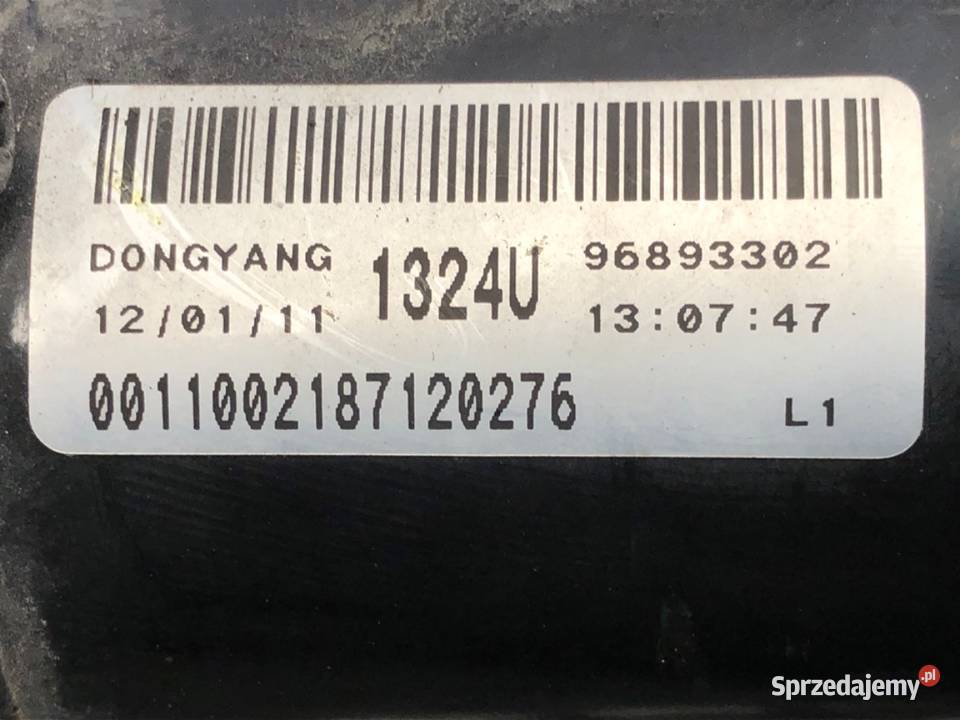 DONGYANG 1324U 96893302
12/01/11 13:07:47
0011002187120276 L1
Sprzedajemy.pl